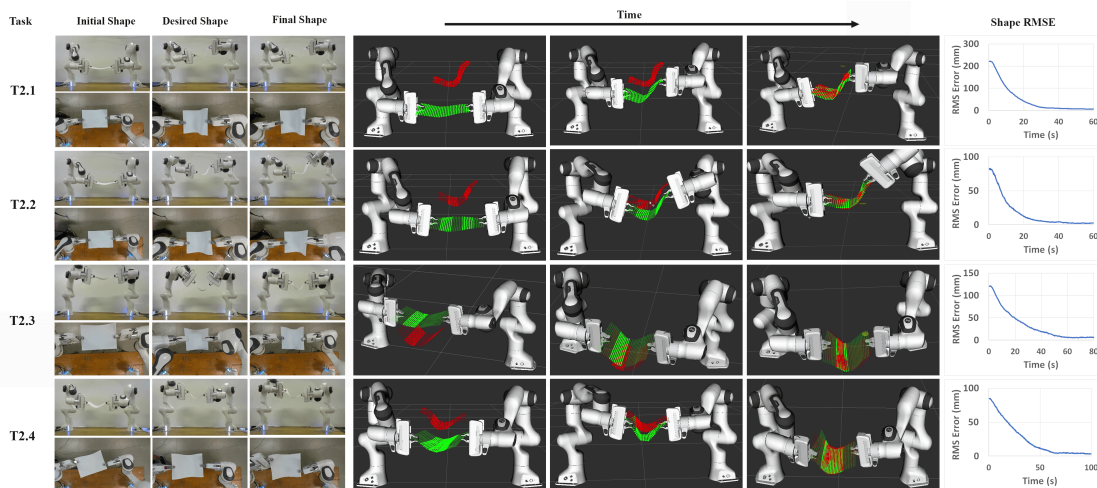 Time
Task Initial Shape Desired Shape Final Shape Shape RMSE
T2.1
RMS Error (mm)
300
200
100
0
0 20 40 60
Time (s)
T2.2
RMS Error (mm)
100
50
0
0 20 40 60
Time (s)
T2.3
RMS Error (mm)
150
100
50
0
0 20 40 60 80
Time (s)
T2.4
RMS Error (mm)
100
50
0
0 50 100
Time (s)